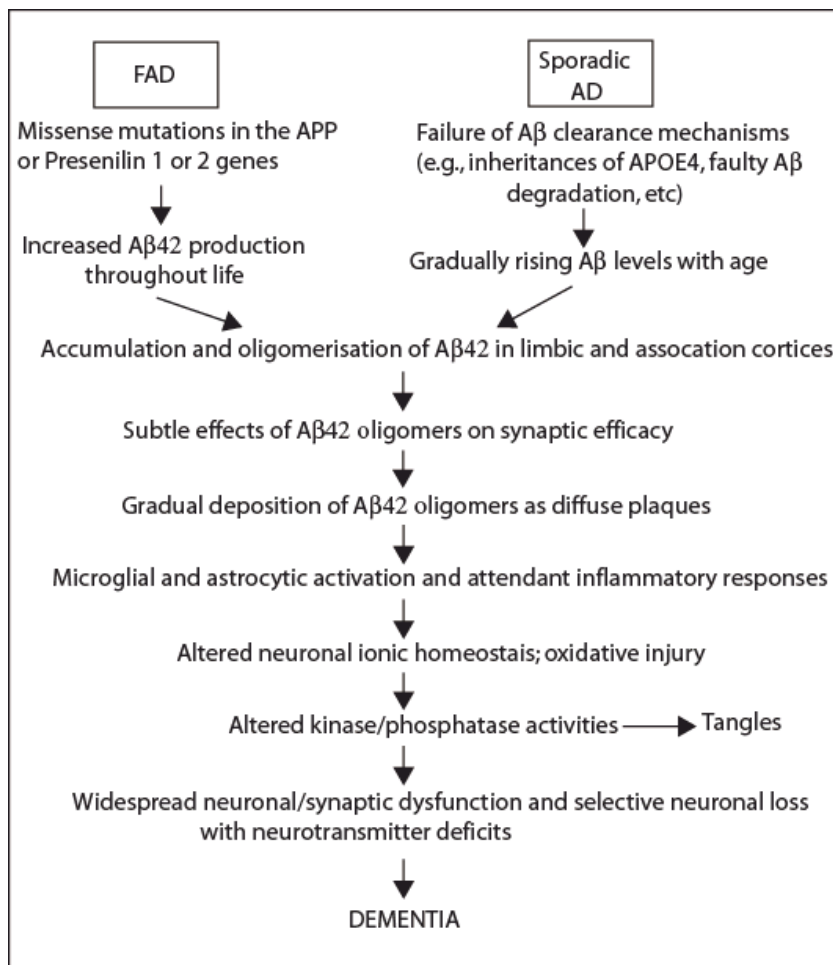 FAD
Sporadic
AD
Missense mutations in the APP
or Presenilin 1 or 2 genes
Failure of Aβ clearance mechanisms
(e.g., inheritances of APOE4, faulty Aβ
degradation, etc)
Increased Aβ42 production
throughout life
Gradually rising Aβ levels with age
Accumulation and oligomerisation of Aβ42 in limbic and assocation cortices
Subtle effects of Aβ42 oligomers on synaptic efficacy
Gradual deposition of Aβ42 oligomers as diffuse plaques
Microglial and astrocytic activation and attendant inflammatory responses
Altered neuronal ionic homeostais; oxidative injury
Altered kinase/phosphatase activities
Tangles
Widespread neuronal/synaptic dysfunction and selective neuronal loss
with neurotransmitter deficits
DEMENTIA